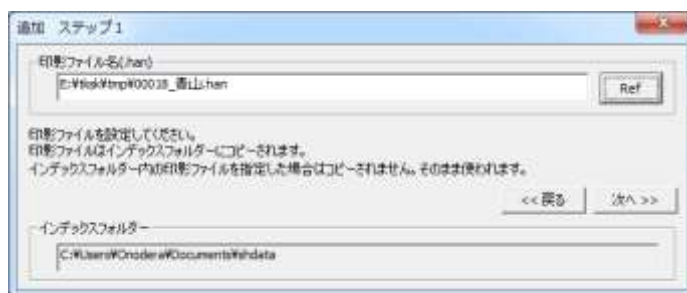 追加 ステップ1
印影ファイル名(.han)
E:¥tksk¥tmp¥00018_青山.han
Ref
印影ファイルを設定してください。
印影ファイルはインデックスフォルダーにコピーされます。
インデックスフォルダー内の印影ファイルを指定した場合はコピーされません。そのまま使われます。
<< 戻る 次へ >>
インデックスフォルダー
C:¥Users¥Onodera¥Documents¥shdata